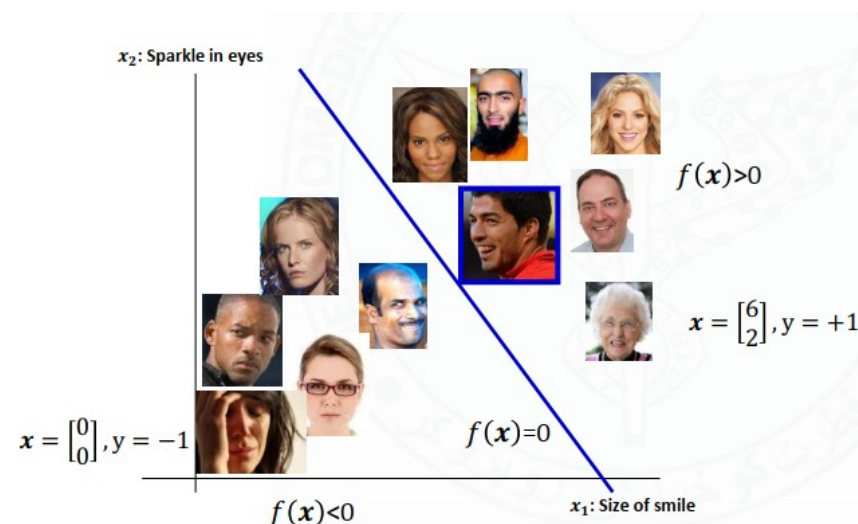 x₂: Sparkle in eyes
f(x)>0
x = [6 2], y = +1
x = [0 0], y = −1
f(x)=0
f(x)<0
x₁: Size of smile